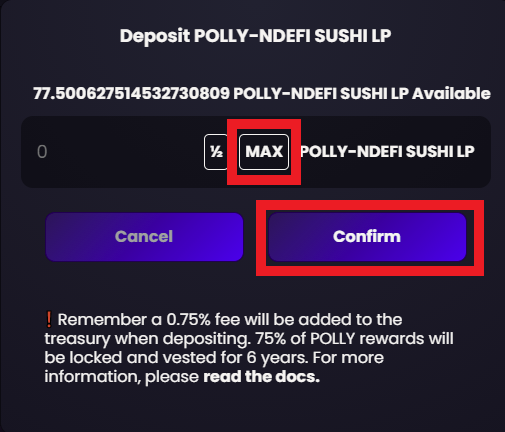 Deposit POLLY-NDEFI SUSHI LP
77.500627514532730809 POLLY-NDEFI SUSHI LP Available
0 ½ MAX POLLY-NDEFI SUSHI LP
Cancel Confirm
❗Remember a 0.75% fee will be added to the
treasury when depositing. 75% of POLLY rewards will
be locked and vested for 6 years. For more
information, please read the docs.